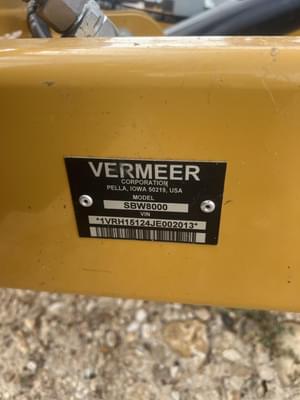 VERMEER
CORPORATION
PELLA, IOWA 50219, USA
MODEL
SBW8000
VIN
*1VRH15124JE002013*